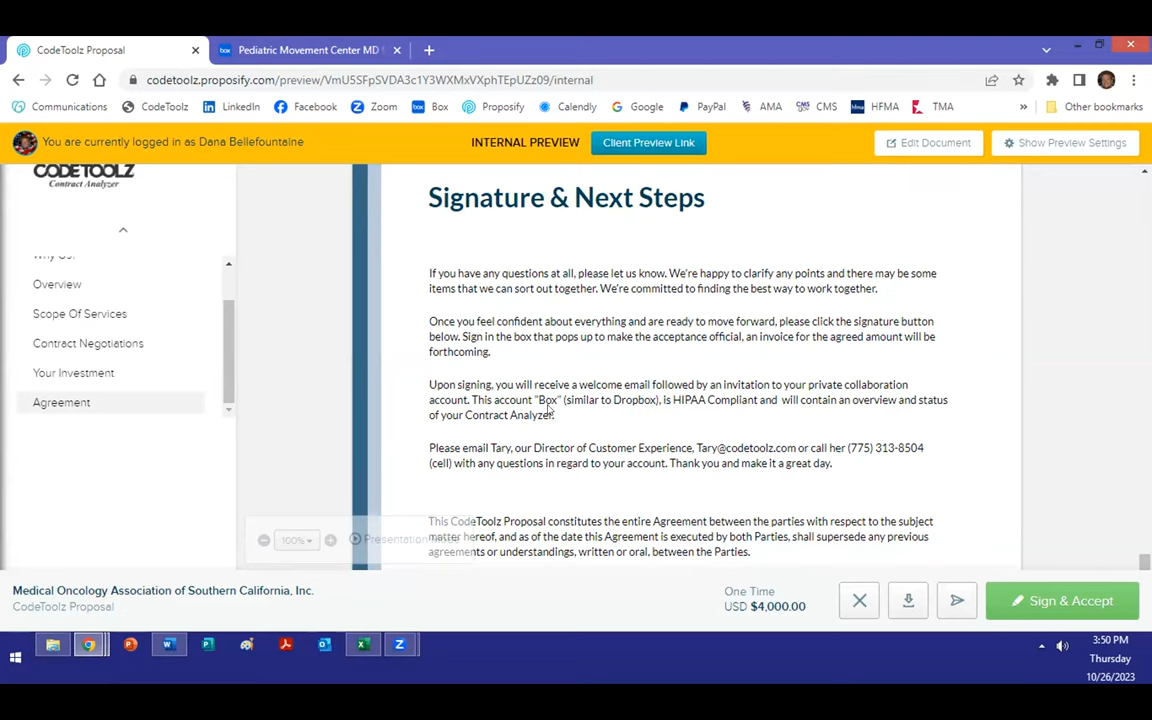 CodeToolz Proposal
Pediatric Movement Center MD
codetoolz.proposify.com/preview/VmU5SFpSVDA3c1Y3WXMxVXphTEpUZz09/internal
Communications CodeToolz LinkedIn Facebook Zoom Box Proposify Calendly Google PayPal AMA CMS HFMA TMA » Other bookmarks
You are currently logged in as Dana Bellefountaine
INTERNAL PREVIEW
Client Preview Link
Edit Document
Show Preview Settings
CODETOOLZ
Contract Analyzer
Why Us?
Overview
Scope Of Services
Contract Negotiations
Your Investment
Agreement
Signature & Next Steps
If you have any questions at all, please let us know. We're happy to clarify any points and there may be some
items that we can sort out together. We're committed to finding the best way to work together.
Once you feel confident about everything and are ready to move forward, please click the signature button
below. Sign in the box that pops up to make the acceptance official, an invoice for the agreed amount will be
forthcoming.
Upon signing, you will receive a welcome email followed by an invitation to your private collaboration
account. This account "Box" (similar to Dropbox), is HIPAA Compliant and will contain an overview and status
of your Contract Analyzer.
Please email Tary, our Director of Customer Experience, Tary@codetoolz.com or call her (775) 313-8504
(cell) with any questions in regard to your account. Thank you and make it a great day.
This CodeToolz Proposal constitutes the entire Agreement between the parties with respect to the subject
matter hereof, and as of the date this Agreement is executed by both Parties, shall supersede any previous
agreements or understandings, written or oral, between the Parties.
100%
Presentation Mode
Medical Oncology Association of Southern California, Inc.
CodeToolz Proposal
One Time
USD $4,000.00
Sign & Accept
3:50 PM
Thursday
10/26/2023